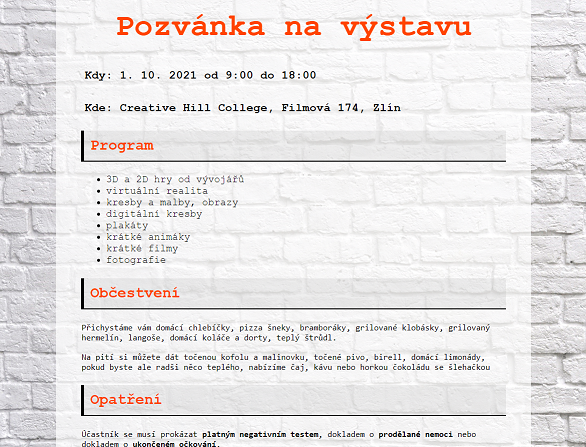 Pozvánka na výstavu
Kdy: 1. 10. 2021 od 9:00 do 18:00
Kde: Creative Hill College, Filmová 174, Zlín
Program
3D a 2D hry od vývojářů
virtuální realita
kresby a malby, obrazy
digitální kresby
plakáty
krátké animáky
krátké filmy
fotografie
Občestvení
Přichystáme vám domácí chlebíčky, pizza šneky, bramboráky, grilované klobásky, grilovaný
hermelín, langoše, domácí koláče a dorty, teplý štrúdl.
Na pití si můžete dát točenou kofolu a malinovku, točené pivo, birell, domácí limonády,
pokud byste ale radši něco teplého, nabízíme čaj, kávu nebo horkou čokoládu se šlehačkou
Opatření
Účastník se musí prokázat platným negativním testem, dokladem o prodělané nemoci nebo
dokladem o ukončeném očkování.